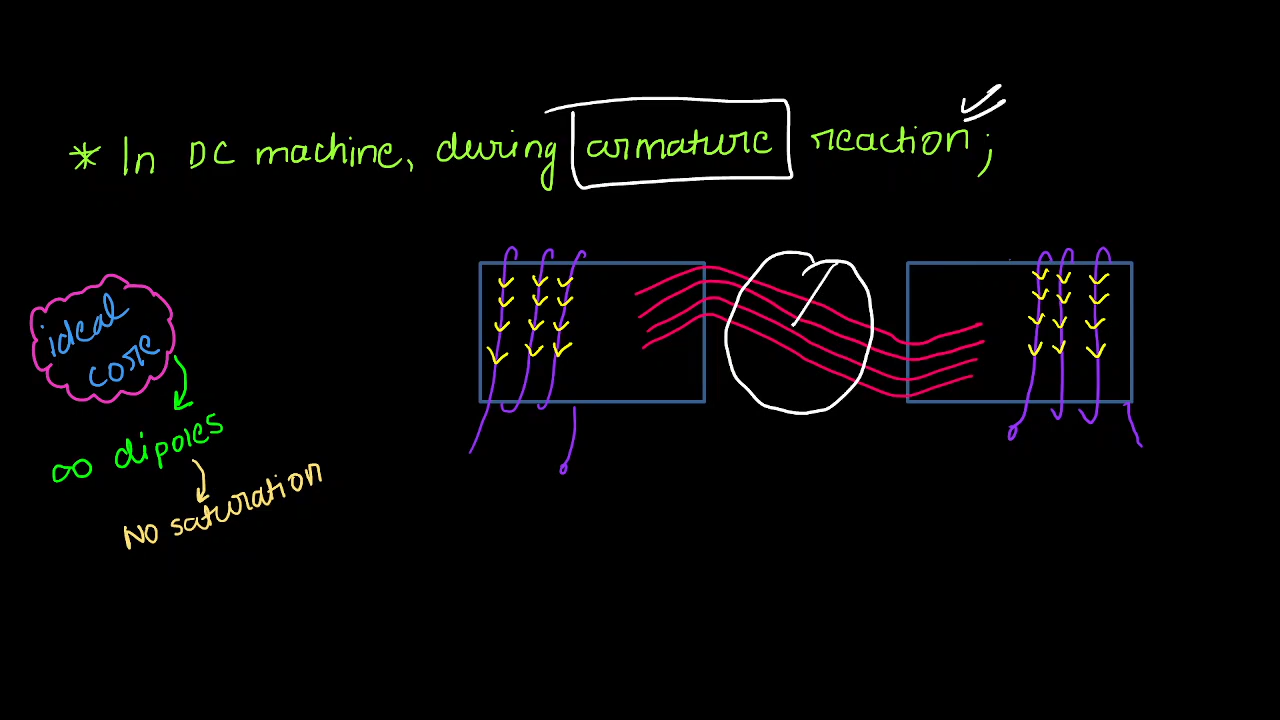 * In DC machine, during armature reaction;
ideal
core
∞ dipoles
No saturation